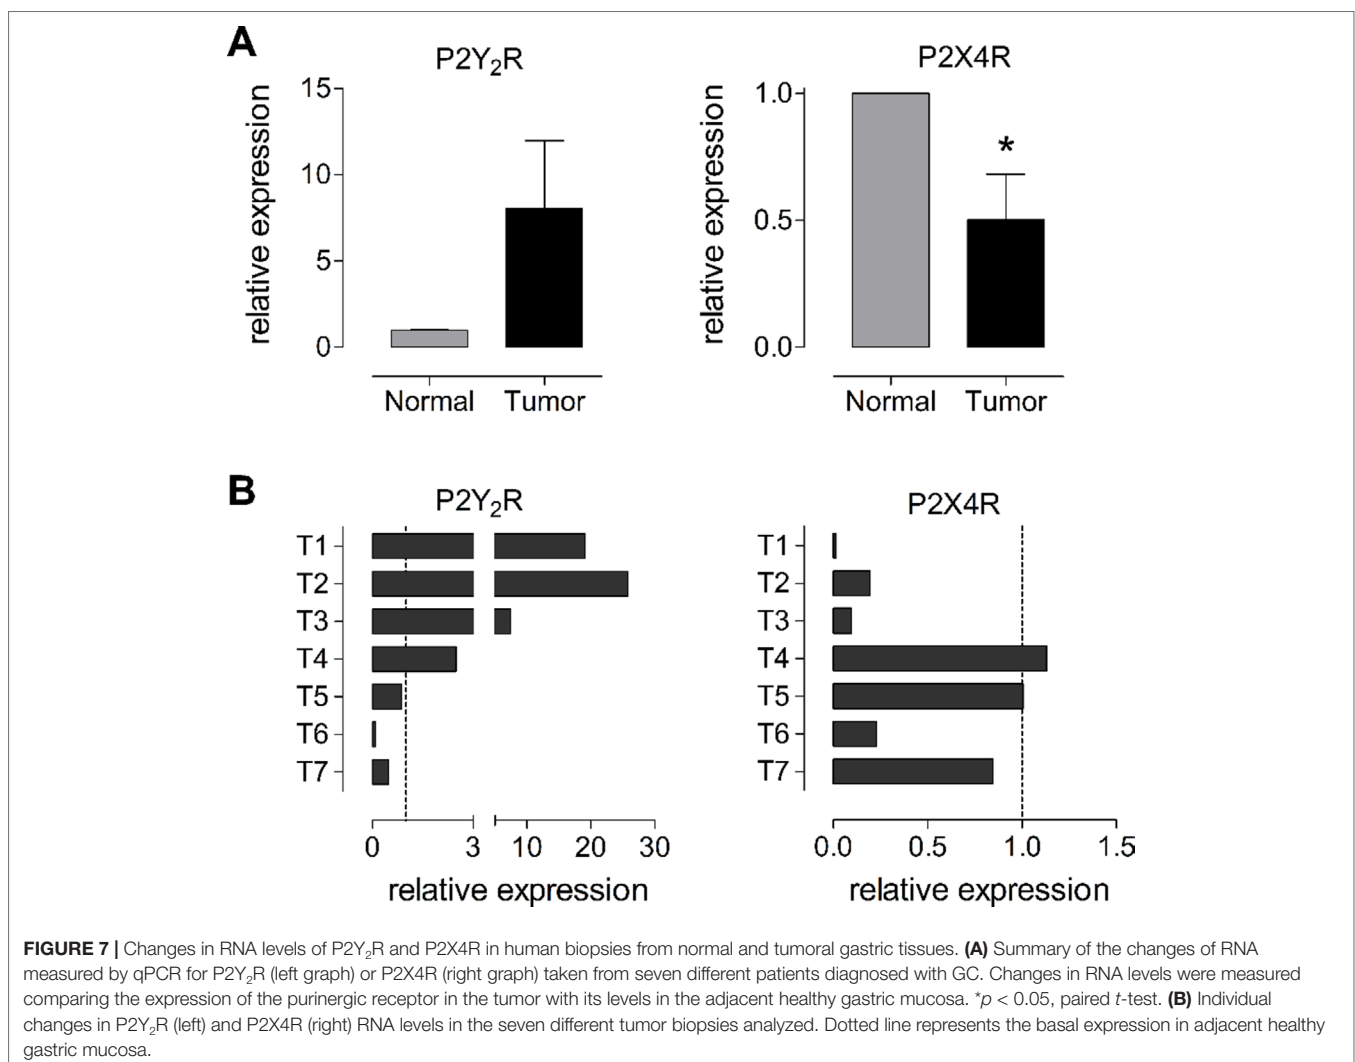 A
P2Y₂R
relative expression
15
10
5
0
Normal Tumor
P2X4R
relative expression
1.0
0.5
0.0
*
Normal Tumor
B
P2Y₂R
T1
T2
T3
T4
T5
T6
T7
0 3 10 20 30
relative expression
P2X4R
T1
T2
T3
T4
T5
T6
T7
0.0 0.5 1.0 1.5
relative expression
FIGURE 7 | Changes in RNA levels of P2Y₂R and P2X4R in human biopsies from normal and tumoral gastric tissues. (A) Summary of the changes of RNA
measured by qPCR for P2Y₂R (left graph) or P2X4R (right graph) taken from seven different patients diagnosed with GC. Changes in RNA levels were measured
comparing the expression of the purinergic receptor in the tumor with its levels in the adjacent healthy gastric mucosa. *p < 0.05, paired t-test. (B) Individual
changes in P2Y₂R (left) and P2X4R (right) RNA levels in the seven different tumor biopsies analyzed. Dotted line represents the basal expression in adjacent healthy
gastric mucosa.